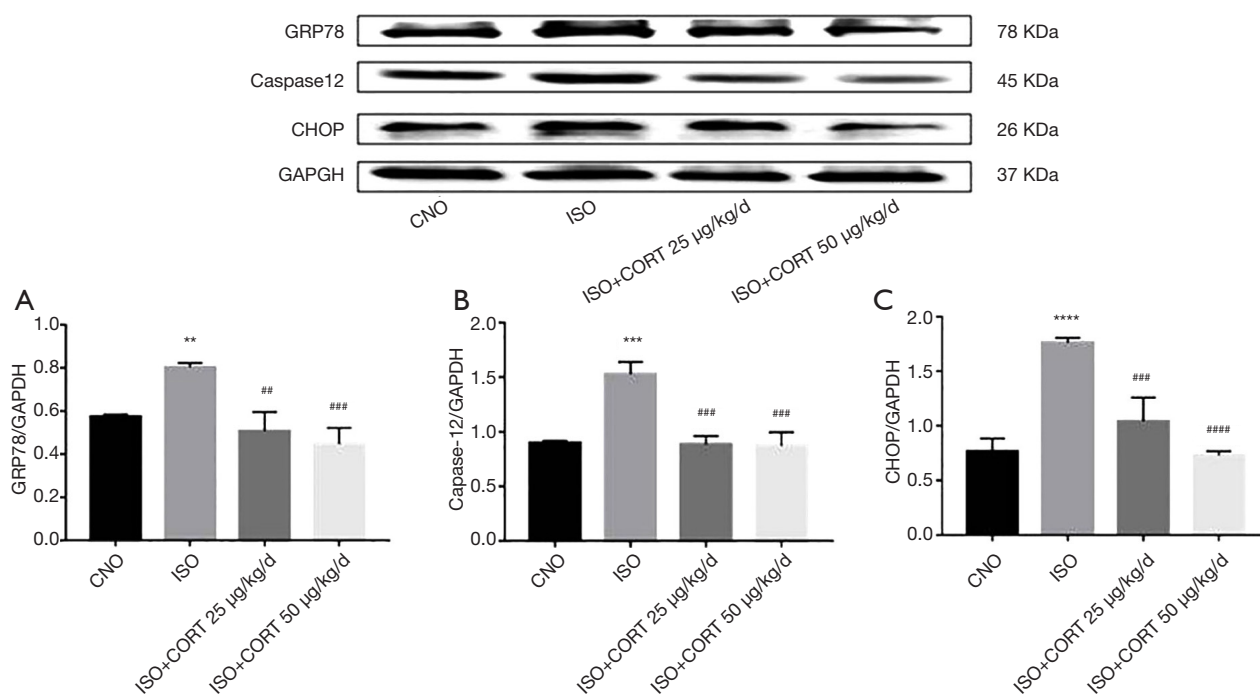 GRP78 78 KDa
Caspase12 45 KDa
CHOP 26 KDa
GAPGH 37 KDa
CNO ISO ISO+CORT 25 μg/kg/d ISO+CORT 50 μg/kg/d
A
GRP78/GAPDH
1.0
0.8
0.6
0.4
0.2
0.0
**
##
###
CNO ISO ISO+CORT 25 μg/kg/d ISO+CORT 50 μg/kg/d
B
Capase-12/GAPDH
2.0
1.5
1.0
0.5
0.0
***
###
###
CNO ISO ISO+CORT 25 μg/kg/d ISO+CORT 50 μg/kg/d
C
CHOP/GAPDH
2.0
1.5
1.0
0.5
0.0
****
###
####
CNO ISO ISO+CORT 25 μg/kg/d ISO+CORT 50 μg/kg/d